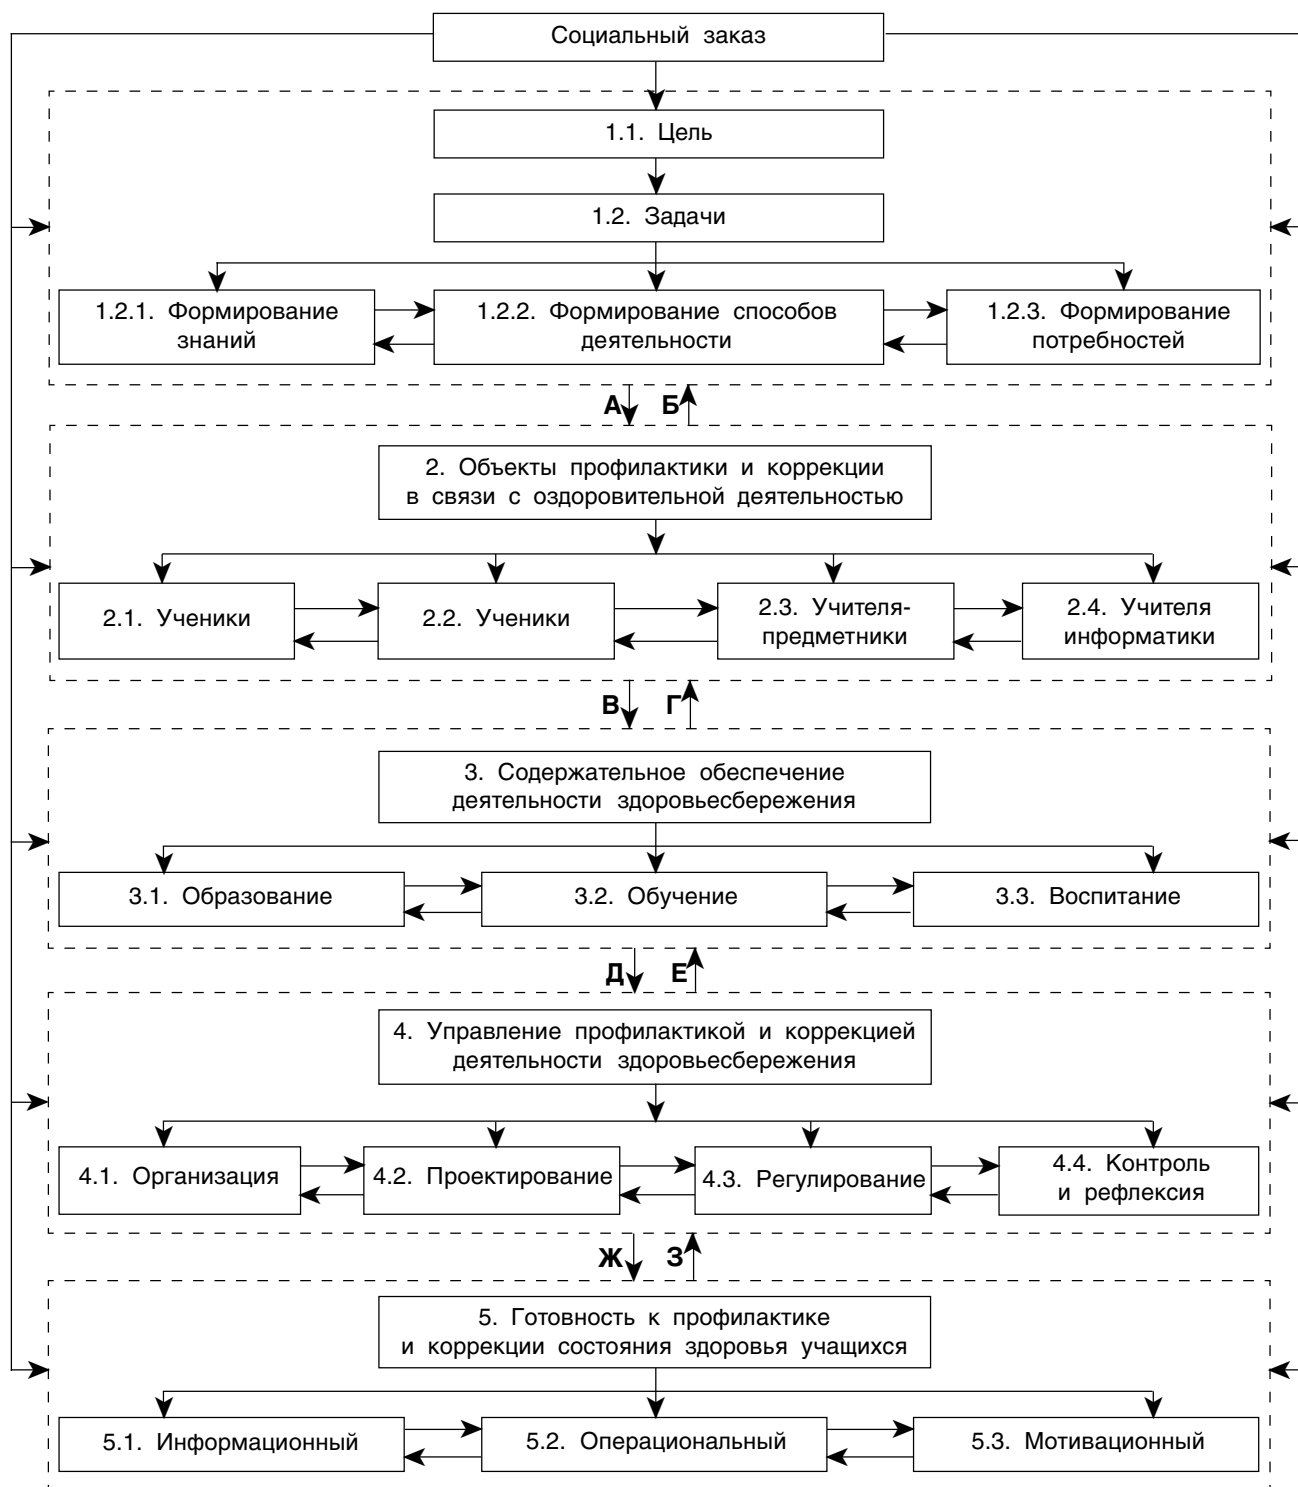 Социальный заказ
1.1. Цель
1.2. Задачи
1.2.1. Формирование
знаний
1.2.2. Формирование способов
деятельности
1.2.3. Формирование
потребностей
А Б
2. Объекты профилактики и коррекции
в связи с оздоровительной деятельностью
2.1. Ученики
2.2. Ученики
2.3. Учителя-
предметники
2.4. Учителя
информатики
В Г
3. Содержательное обеспечение
деятельности здоровьесбережения
3.1. Образование
3.2. Обучение
3.3. Воспитание
Д Е
4. Управление профилактикой и коррекцией
деятельности здоровьесбережения
4.1. Организация
4.2. Проектирование
4.3. Регулирование
4.4. Контроль
и рефлексия
Ж З
5. Готовность к профилактике
и коррекции состояния здоровья учащихся
5.1. Информационный
5.2. Операциональный
5.3. Мотивационный